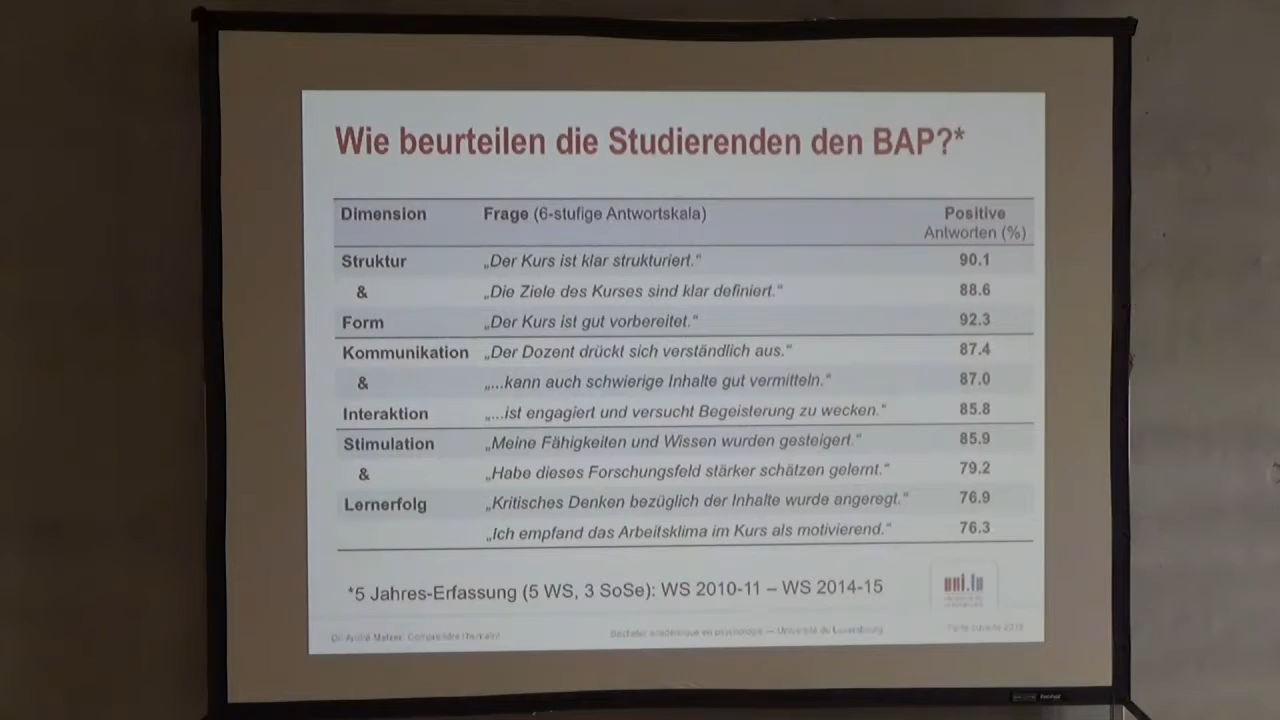 Wie beurteilen die Studierenden den BAP?*
Dimension Frage (6-stufige Antwortskala) Positive Antworten (%)
Struktur „Der Kurs ist klar strukturiert.“ 90.1
& „Die Ziele des Kurses sind klar definiert.“ 88.6
Form „Der Kurs ist gut vorbereitet.“ 92.3
Kommunikation „Der Dozent drückt sich verständlich aus.“ 87.4
& „...kann auch schwierige Inhalte gut vermitteln.“ 87.0
Interaktion „...ist engagiert und versucht Begeisterung zu wecken.“ 85.8
Stimulation „Meine Fähigkeiten und Wissen wurden gesteigert.“ 85.9
& „Habe dieses Forschungsfeld stärker schätzen gelernt.“ 79.2
Lernerfolg „Kritisches Denken bezüglich der Inhalte wurde angeregt.“ 76.9
„Ich empfand das Arbeitsklima im Kurs als motivierend.“ 76.3
*5 Jahres-Erfassung (5 WS, 3 SoSe): WS 2010-11 – WS 2014-15
uni.lu
Dr. André Melzer, Comprendre l'humain! Bachelor académique en psychologie — Université du Luxembourg